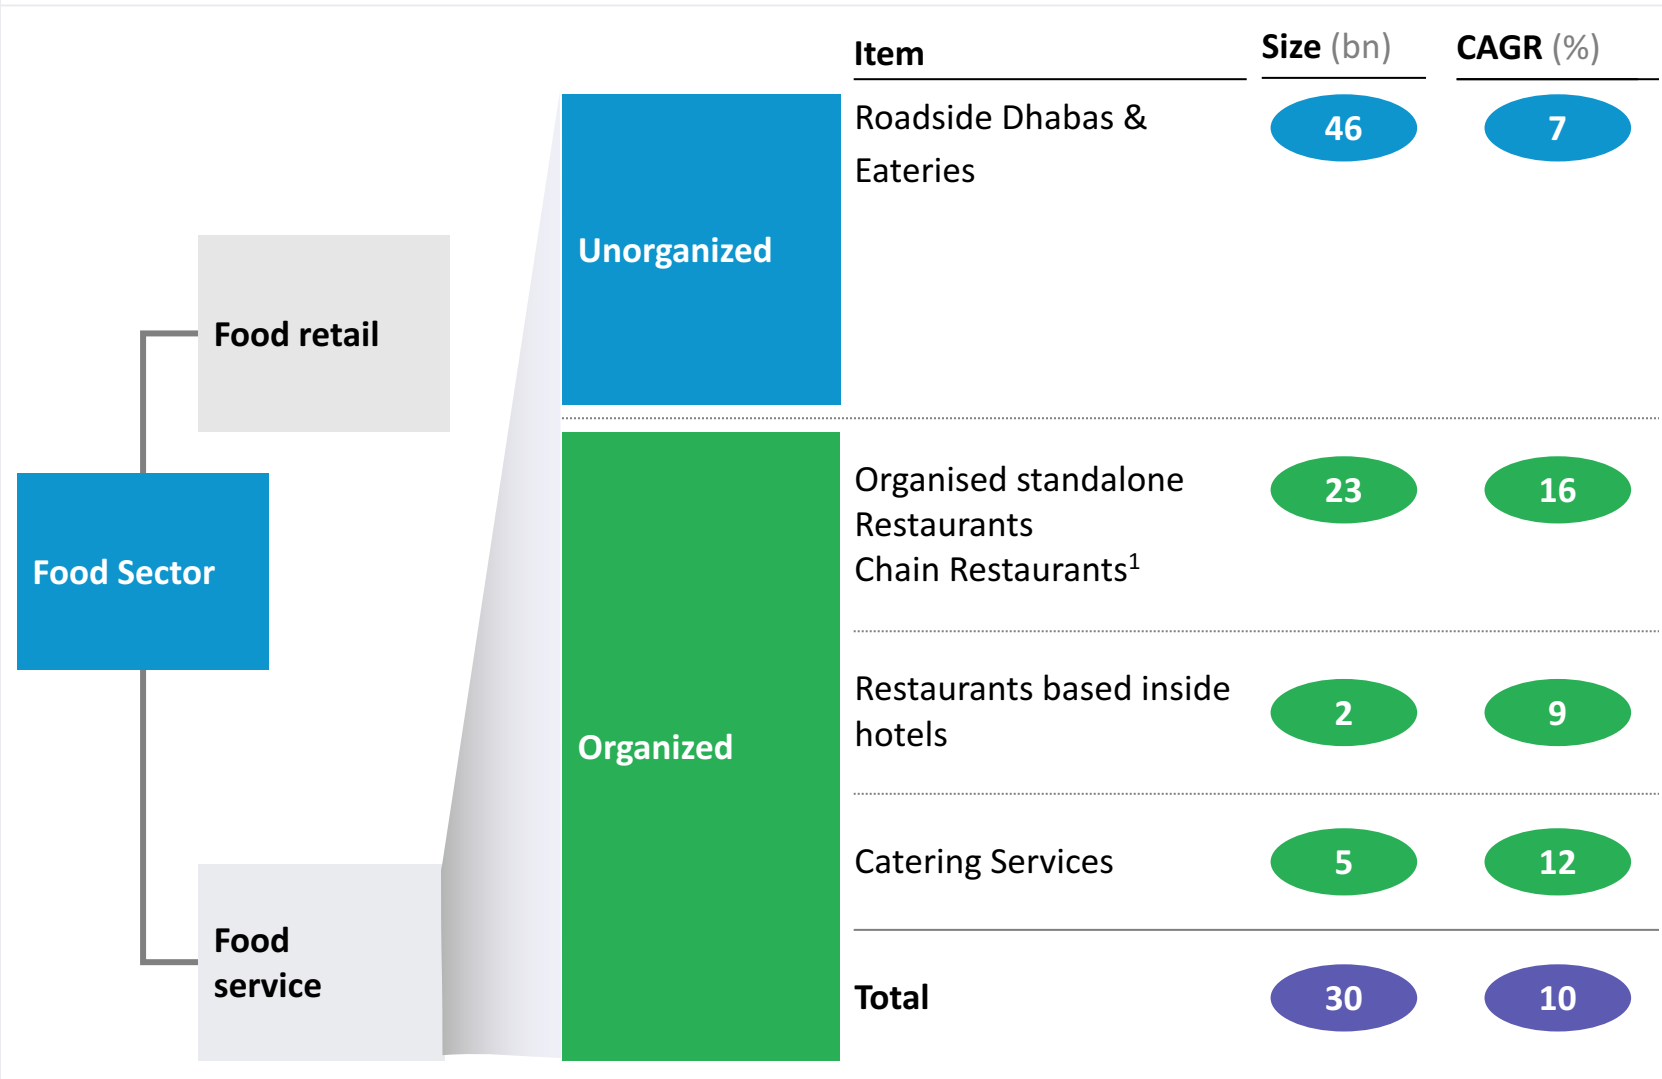 Item Size (bn) CAGR (%)
Food Sector
Food retail
Food
service
Unorganized
Roadside Dhabas &
Eateries
46 7
Organized
Organised standalone
Restaurants
Chain Restaurants1
23 16
Restaurants based inside
hotels
2 9
Catering Services 5 12
Total 30 10